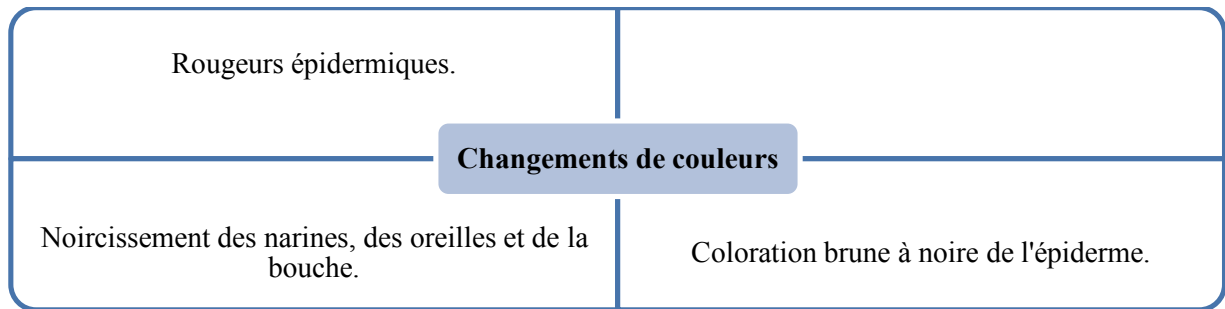 Rougeurs épidermiques.
Changements de couleurs
Noircissement des narines, des oreilles et de la
bouche.
Coloration brune à noire de l'épiderme.